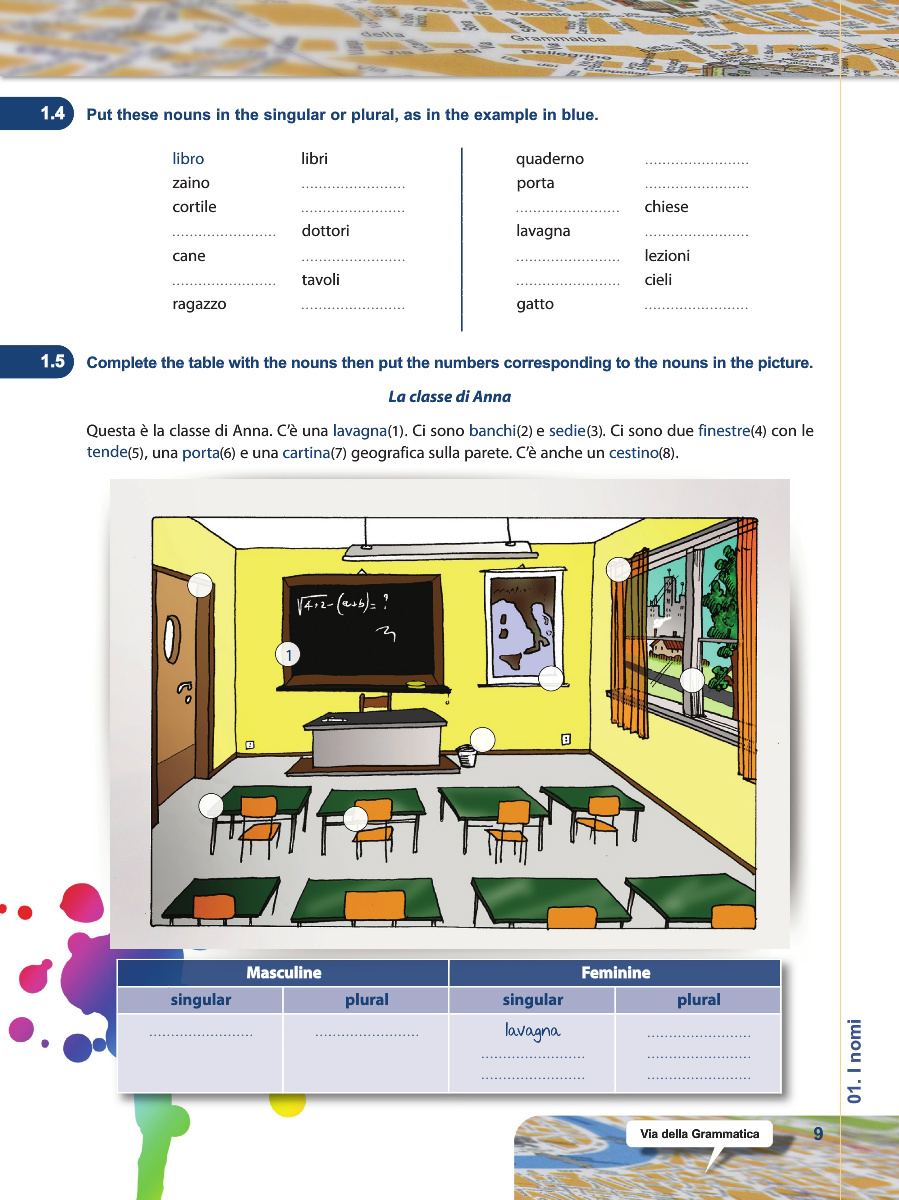 1.4 Put these nouns in the singular or plural, as in the example in blue.
libro libri
zaino ........................
cortile ........................
........................ dottori
cane ........................
........................ tavoli
ragazzo ........................
quaderno ........................
porta ........................
........................ chiese
lavagna ........................
........................ lezioni
........................ cieli
gatto ........................
1.5 Complete the table with the nouns then put the numbers corresponding to the nouns in the picture.
La classe di Anna
Questa è la classe di Anna. C'è una lavagna(1). Ci sono banchi(2) e sedie(3). Ci sono due finestre(4) con le
tende(5), una porta(6) e una cartina(7) geografica sulla parete. C'è anche un cestino(8).
√4+2 - (a+b) = ?
1
Masculine Feminine
singular plural singular plural
........................ ........................ lavagna ........................
........................ ........................
........................ ........................
01. I nomi
Via della Grammatica 9